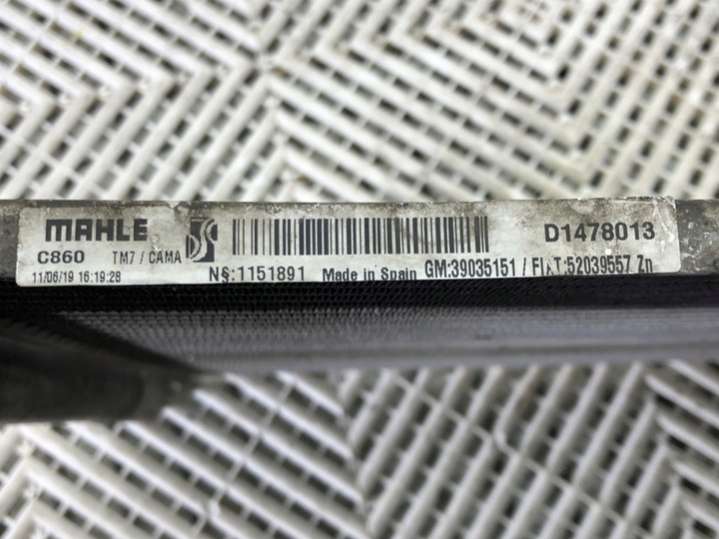 MAHLE
D1478013
C860 TM7 / CAMA
11/06/19 16:19:28
NS:1151891 Made in Spain GM:39035151 / FIAT:52039557 Zn